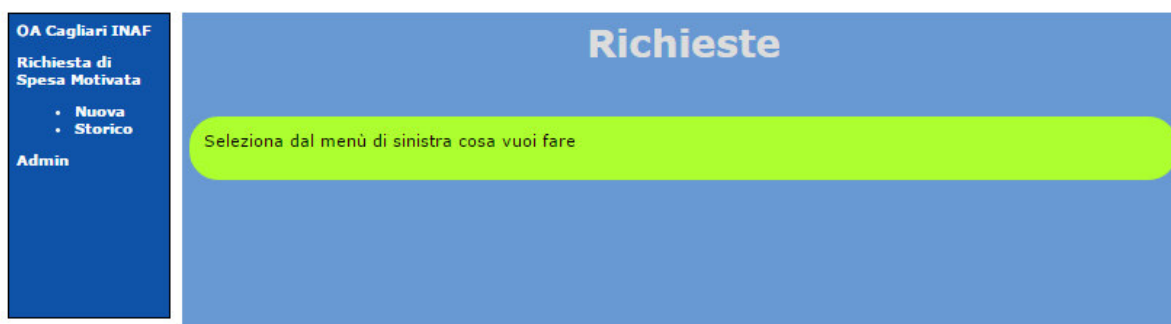 OA Cagliari INAF
Richiesta di
Spesa Motivata
• Nuova
• Storico
Admin
Richieste
Seleziona dal menù di sinistra cosa vuoi fare